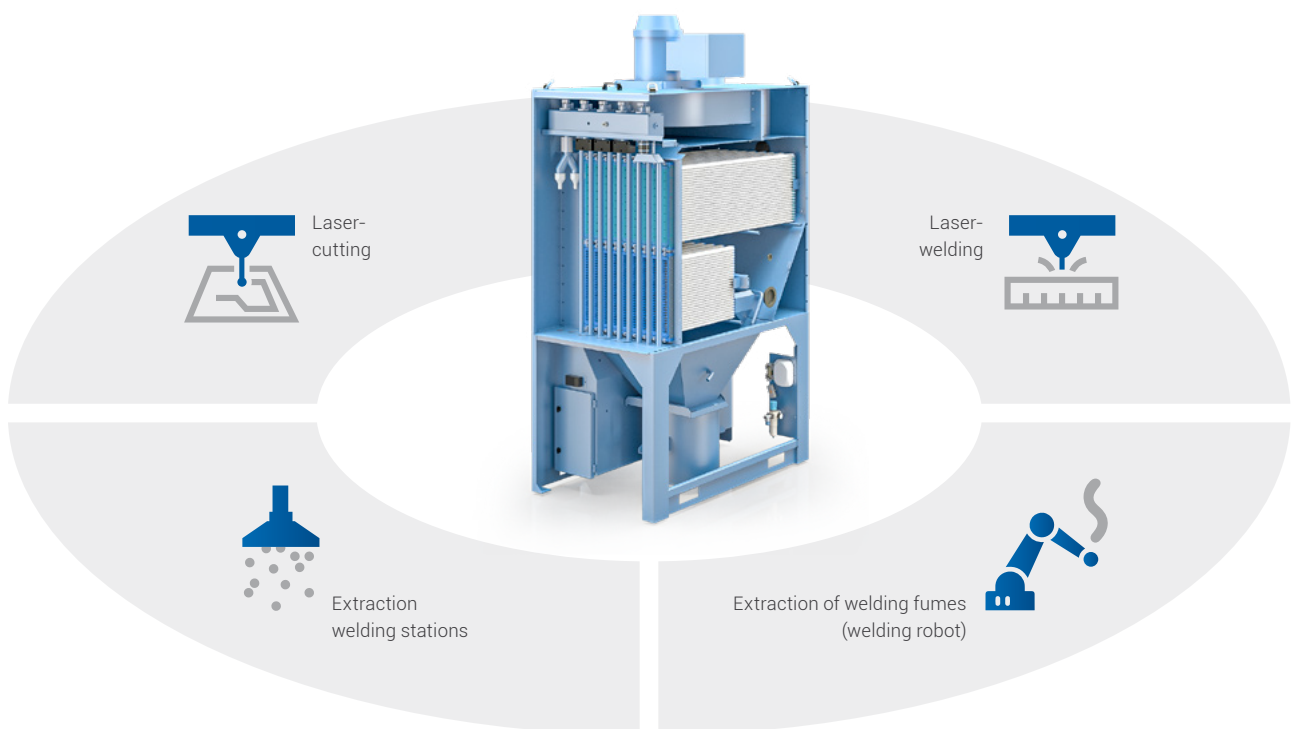 Laser-
cutting
Laser-
welding
Extraction
welding stations
Extraction of welding fumes
(welding robot)